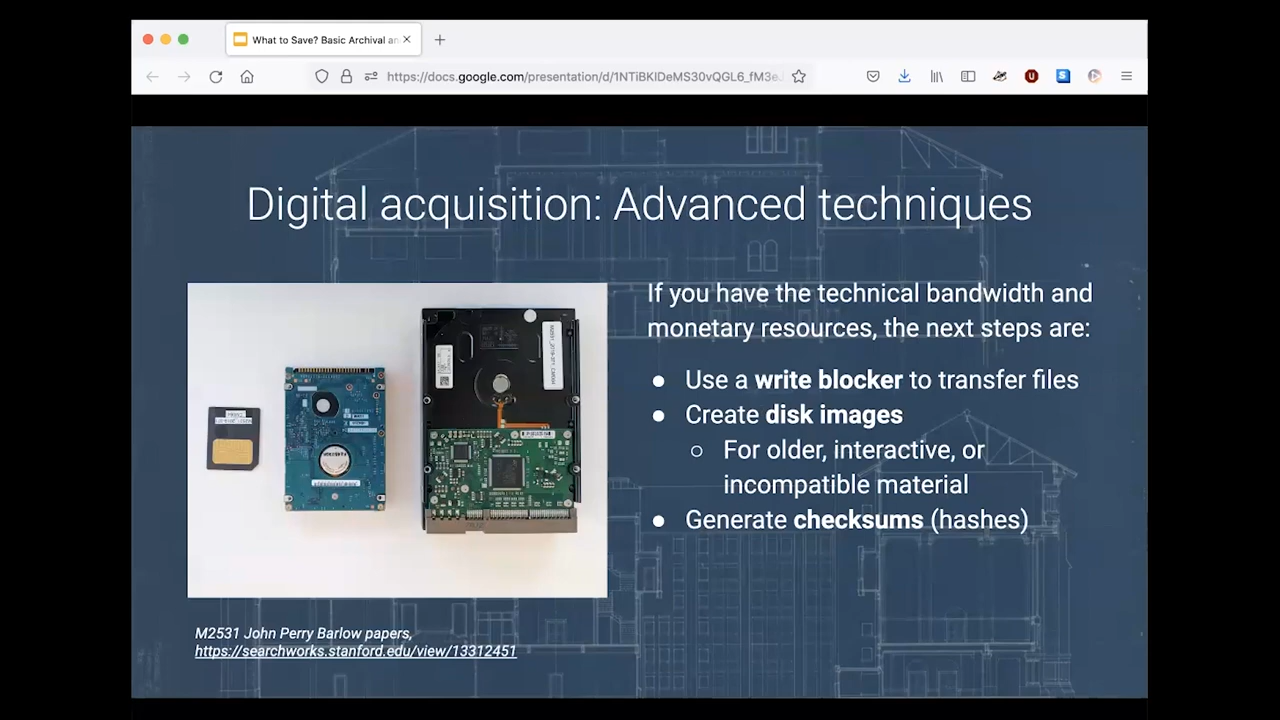 What to Save? Basic Archival an
https://docs.google.com/presentation/d/1NTiBKlDeMS30vQGL6_fM3e
Digital acquisition: Advanced techniques
If you have the technical bandwidth and
monetary resources, the next steps are:
● Use a write blocker to transfer files
● Create disk images
○ For older, interactive, or
incompatible material
● Generate checksums (hashes)
M2531 John Perry Barlow papers,
https://searchworks.stanford.edu/view/13312451